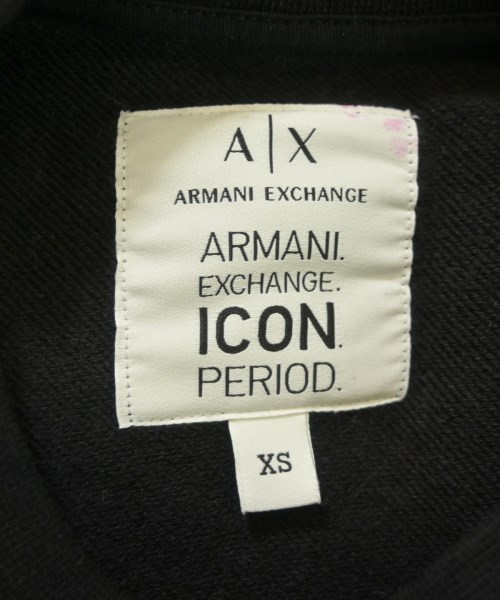 A|X
ARMANI EXCHANGE
ARMANI.
EXCHANGE.
ICON.
PERIOD.
XS